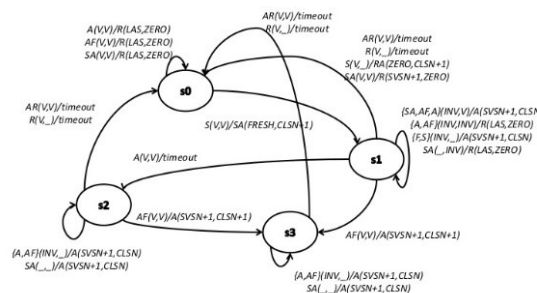 A(V,V)/R(LAS,ZERO)
AF(V,V)/R(LAS,ZERO)
SA(V,V)/R(LAS,ZERO)
AR(V,V)/timeout
R(V,_)/timeout
AR(V,V)/timeout
R(V,_)/timeout
S(V,_)/RA(ZERO,CLSN+1)
SA(V,V)/R(SVSN+1,ZERO)
s0
AR(V,V)/timeout
R(V,_)/timeout
S(V,V)/SA(FRESH,CLSN+1)
{SA,AF,A}(INV,V)/A(SVSN+1,CLSN)
{A,AF}(INV,INV)/R(LAS,ZERO)
{F,S}(INV,_)/A(SVSN+1,CLSN)
SA(_,INV)/R(LAS,ZERO)
s1
A(V,V)/timeout
s2
AF(V,V)/A(SVSN+1,CLSN+1)
s3
AF(V,V)/A(SVSN+1,CLSN+1)
{A,AF}(INV,_)/A(SVSN+1,CLSN)
SA(_,_)/A(SVSN+1,CLSN)
{A,AF}(INV,_)/A(SVSN+1,CLSN)
SA(_,_)/A(SVSN+1,CLSN)